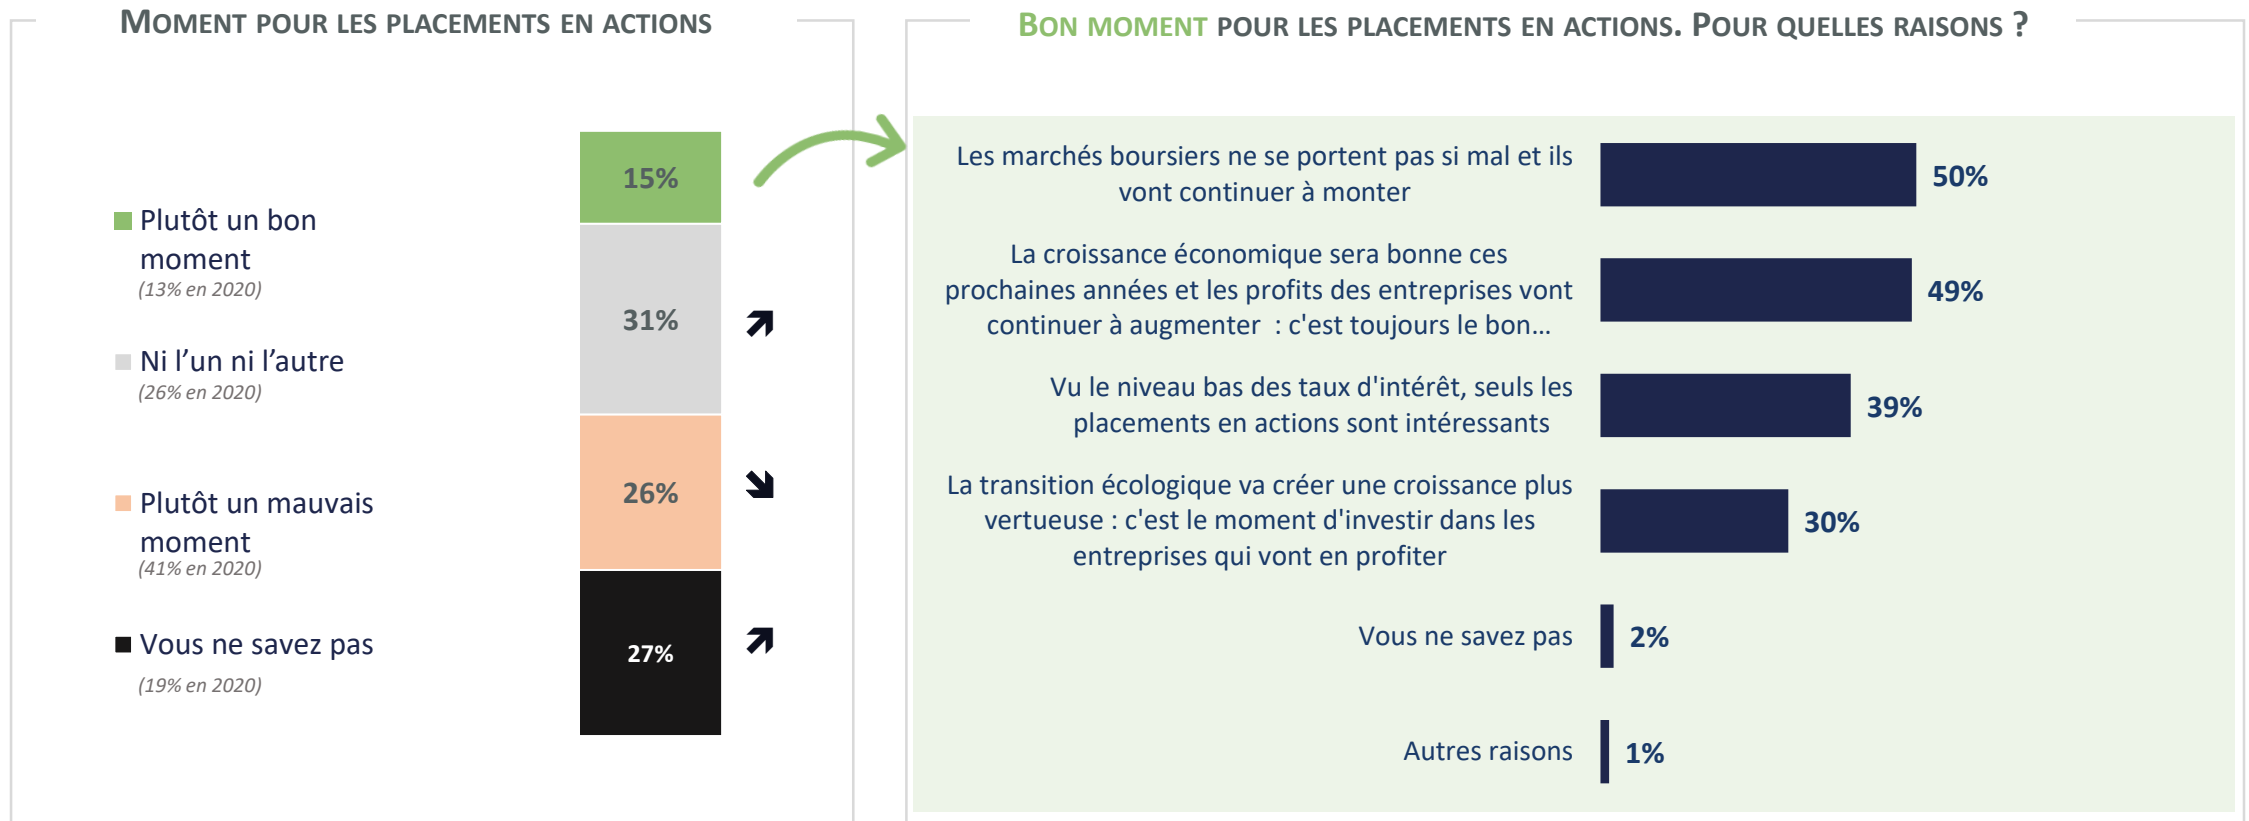 MOMENT POUR LES PLACEMENTS EN ACTIONS
Plutôt un bon
moment
(13% en 2020)
Ni l’un ni l’autre
(26% en 2020)
Plutôt un mauvais
moment
(41% en 2020)
Vous ne savez pas
(19% en 2020)
15%
31%
26%
27%
BON MOMENT POUR LES PLACEMENTS EN ACTIONS. POUR QUELLES RAISONS ?
Les marchés boursiers ne se portent pas si mal et ils
vont continuer à monter
50%
La croissance économique sera bonne ces
prochaines années et les profits des entreprises vont
continuer à augmenter  : c'est toujours le bon...
49%
Vu le niveau bas des taux d'intérêt, seuls les
placements en actions sont intéressants
39%
La transition écologique va créer une croissance plus
vertueuse : c'est le moment d'investir dans les
entreprises qui vont en profiter
30%
Vous ne savez pas
2%
Autres raisons
1%